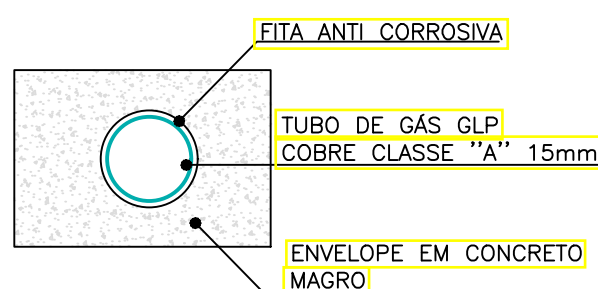 FITA ANTI CORROSIVA
TUBO DE GÁS GLP
COBRE CLASSE ’’A’’ 15mm
ENVELOPE EM CONCRETO
MAGRO